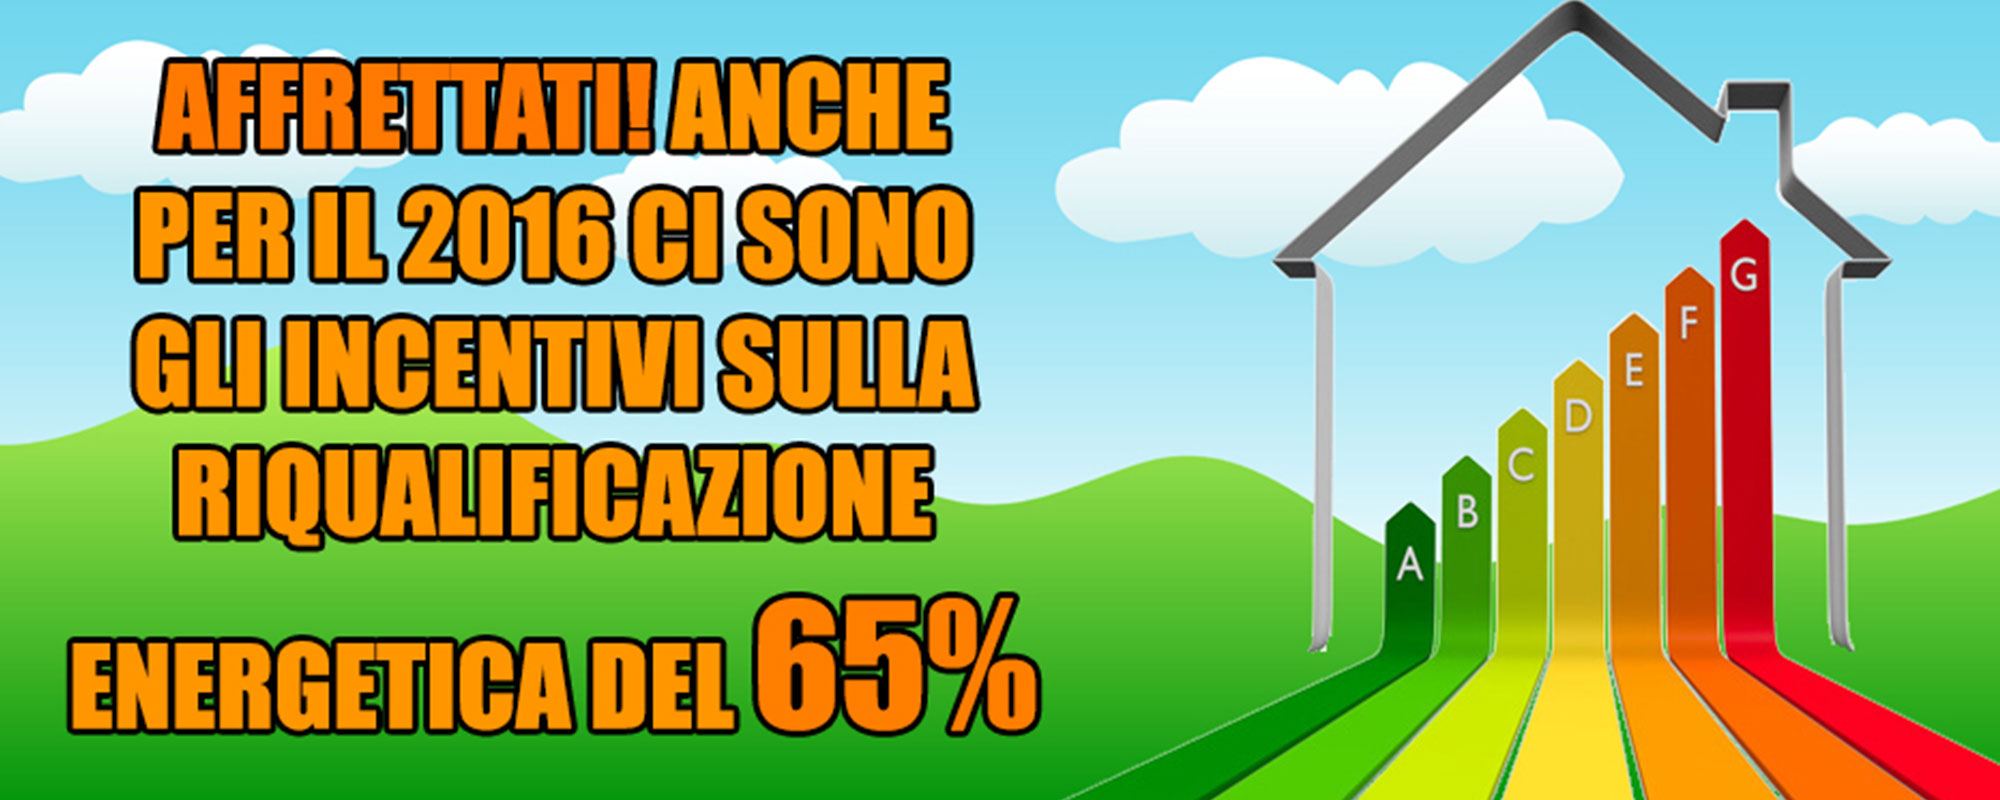 AFFRETTATI! ANCHE
PER IL 2016 CI SONO
GLI INCENTIVI SULLA
RIQUALIFICAZIONE
ENERGETICA DEL 65%
A
B
C
D
E
F
G